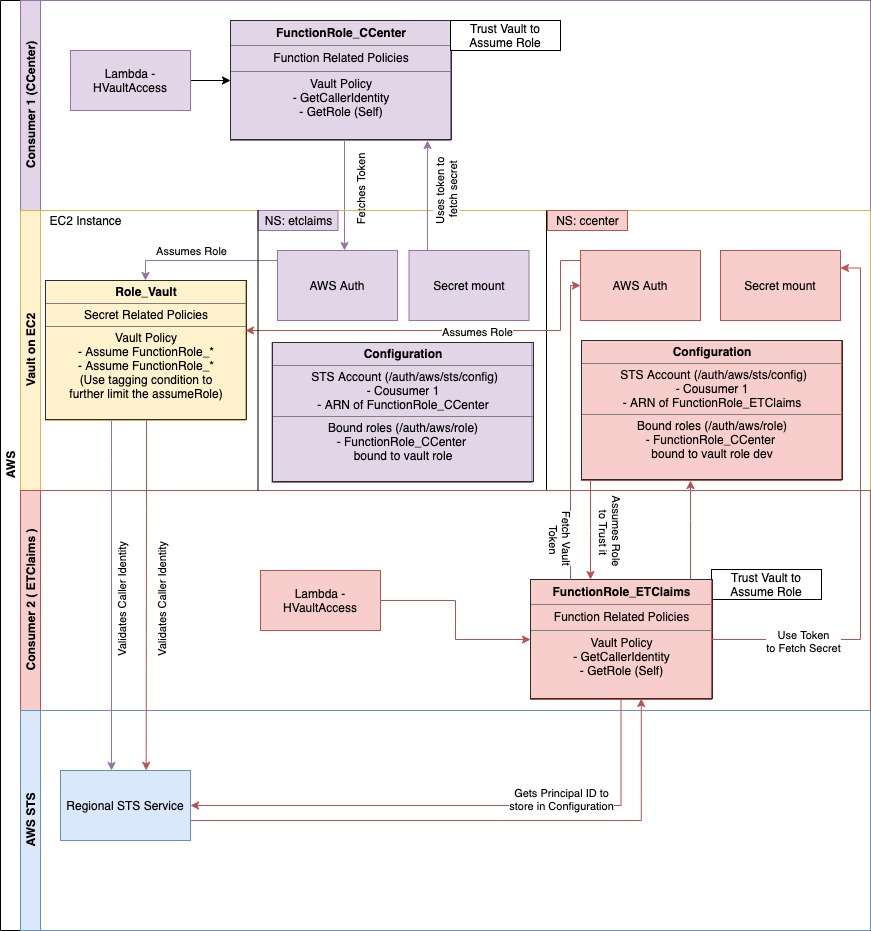 AWS
Consumer 1 (CCenter)
Lambda -
HVaultAccess
FunctionRole_CCenter
Function Related Policies
Vault Policy
- GetCallerIdentity
- GetRole (Self)
Trust Vault to
Assume Role
Fetches Token
Uses token to
fetch secret
Vault on EC2
EC2 Instance
NS: etclaims
NS: ccenter
Assumes Role
AWS Auth
Secret mount
AWS Auth
Secret mount
Role_Vault
Secret Related Policies
Vault Policy
- Assume FunctionRole_*
- Assume FunctionRole_*
(Use tagging condition to
further limit the assumeRole)
Assumes Role
Configuration
STS Account (/auth/aws/sts/config)
- Cousumer 1
- ARN of FunctionRole_CCenter
Bound roles (/auth/aws/role)
- FunctionRole_CCenter
bound to vault role
Configuration
STS Account (/auth/aws/sts/config)
- Cousumer 1
- ARN of FunctionRole_ETClaims
Bound roles (/auth/aws/role)
- FunctionRole_CCenter
bound to vault role dev
Consumer 2 ( ETClaims )
Validates Caller Identity
Validates Caller Identity
Fetch Vault
Token
Assumes Role
to Trust it
Lambda -
HVaultAccess
FunctionRole_ETClaims
Function Related Policies
Vault Policy
- GetCallerIdentity
- GetRole (Self)
Trust Vault to
Assume Role
Use Token
to Fetch Secret
AWS STS
Regional STS Service
Gets Principal ID to
store in Configuration